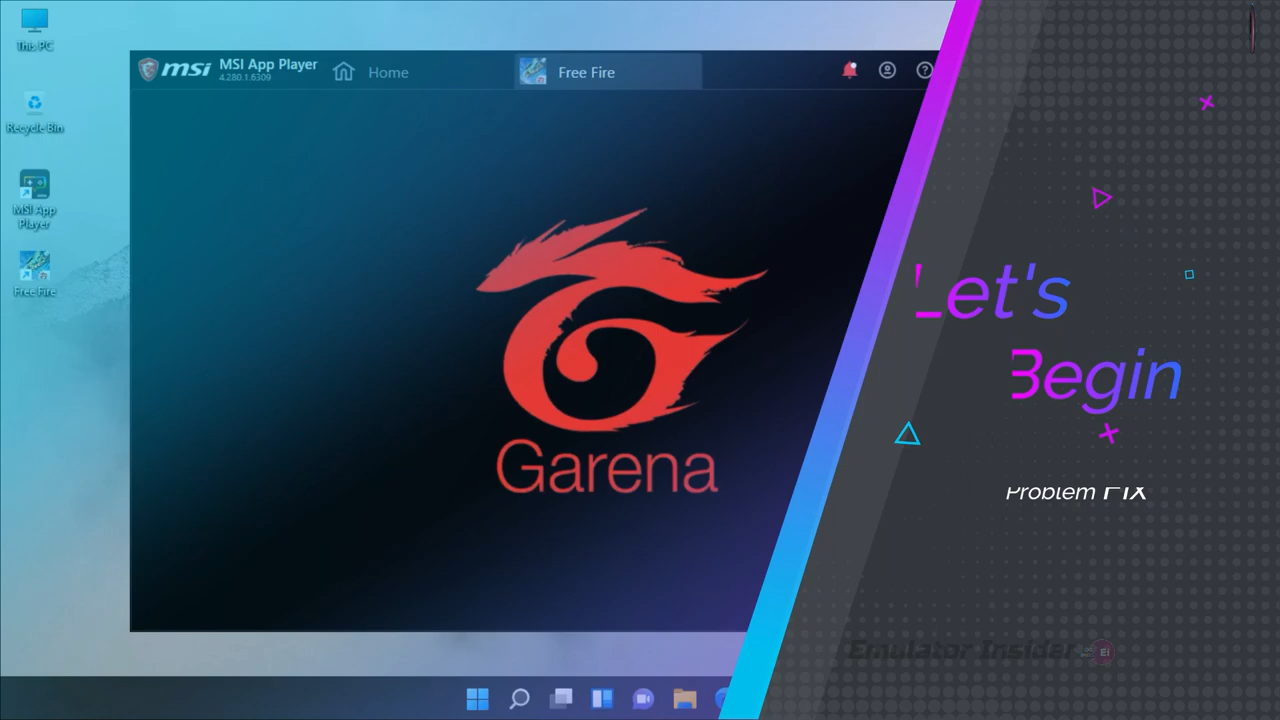 This PC
Recycle Bin
MSI App
Player
Free Fire
msi
MSI App Player
4.280.1.6309
Home
Free Fire
Garena
Let's
Begin
Problem FIX
Emulator Insider
Ei